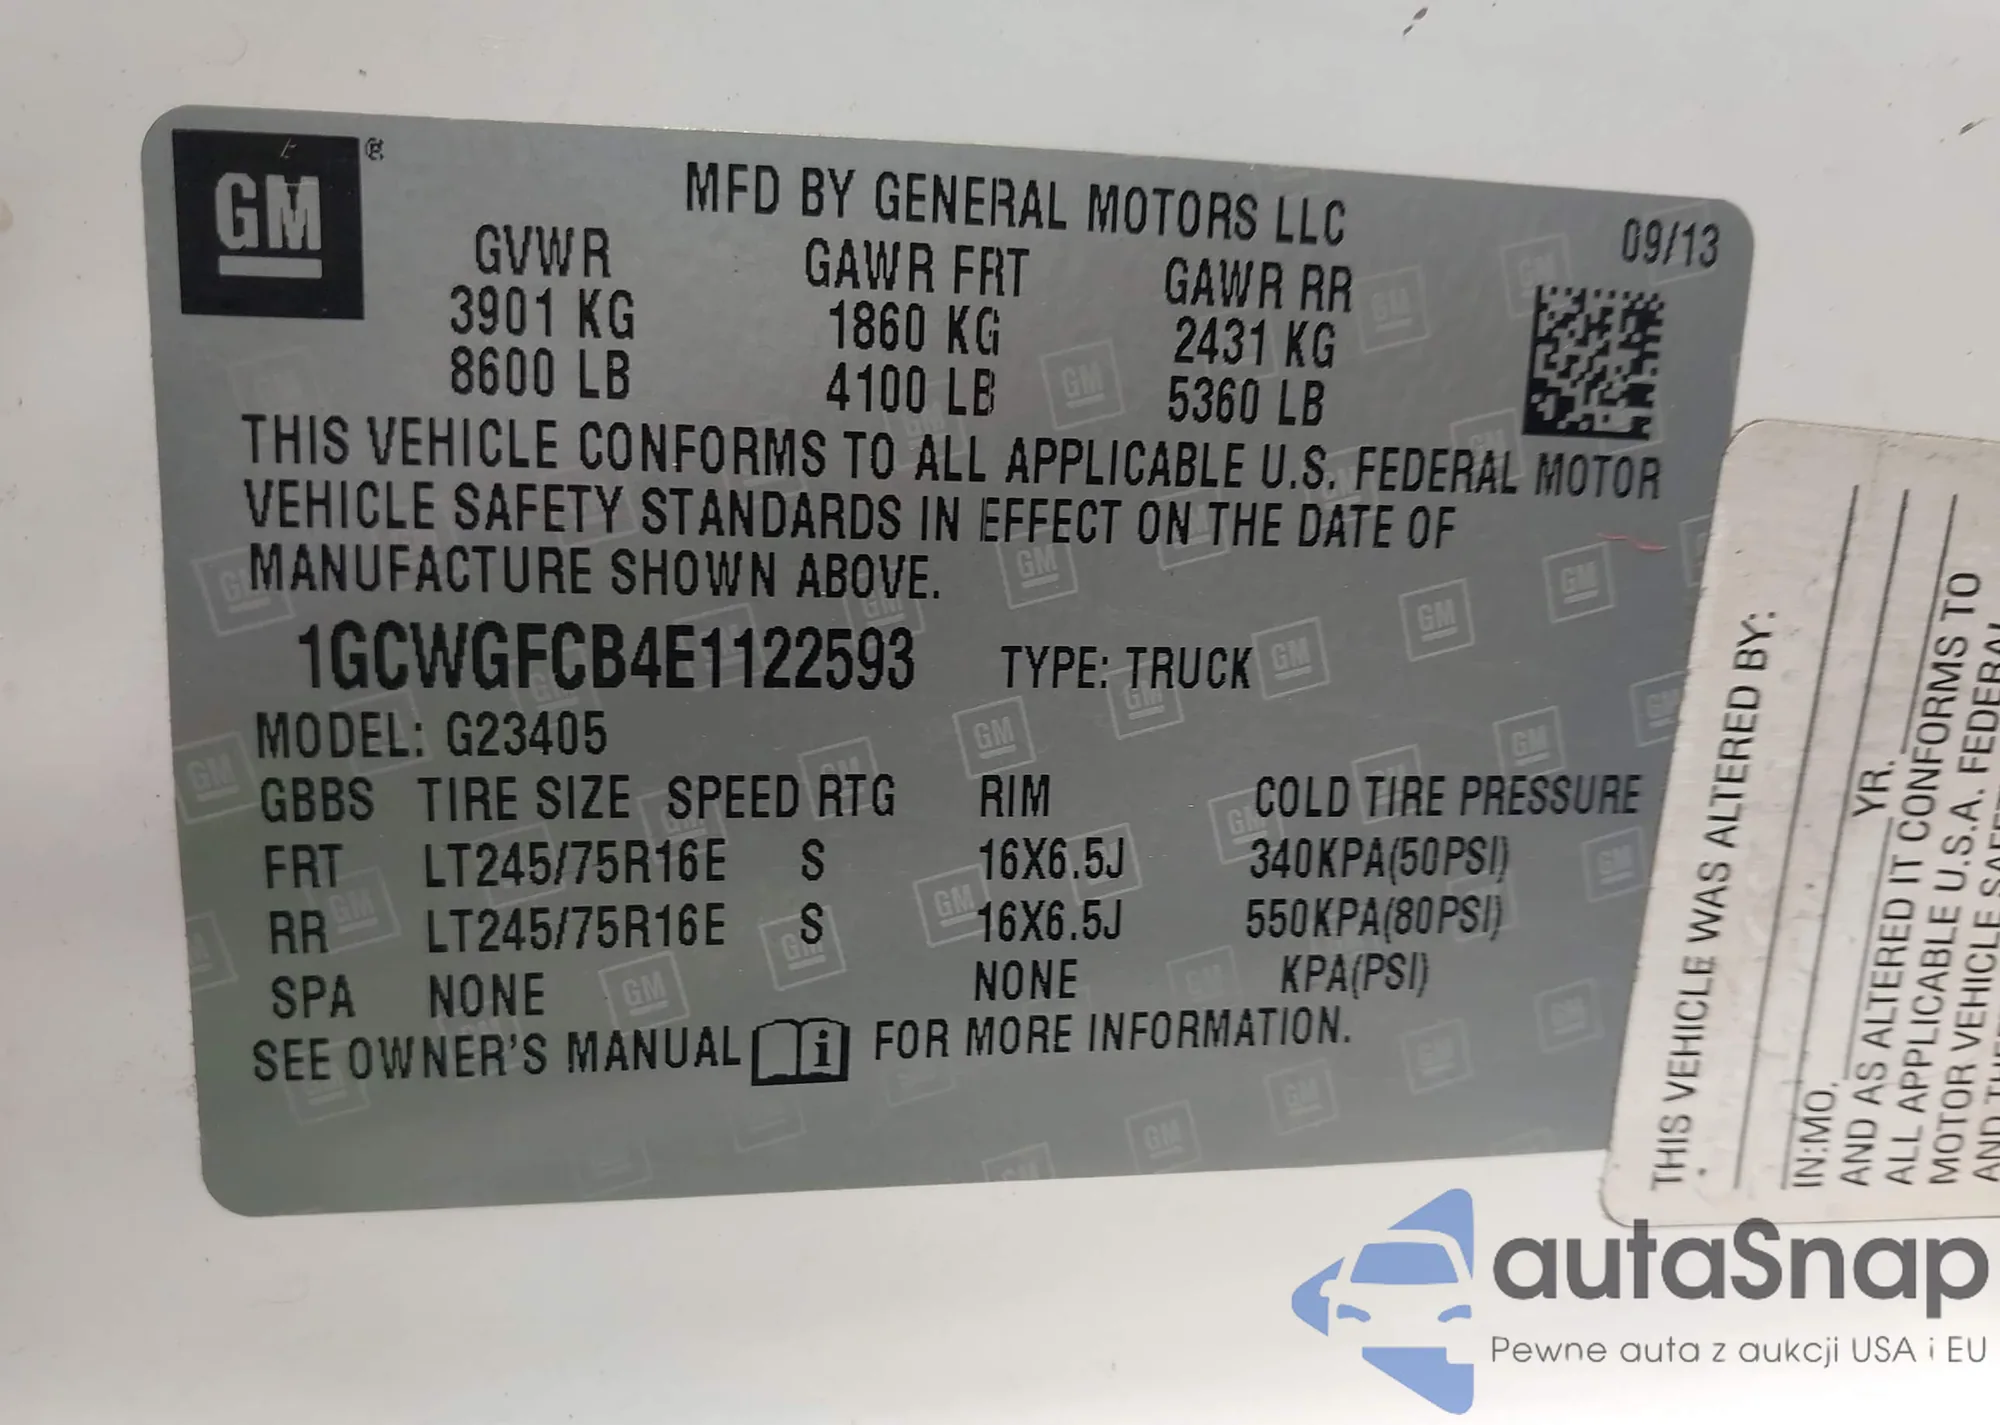 GM ®
MFD BY GENERAL MOTORS LLC
09/13
GVWR GAWR FRT GAWR RR
3901 KG 1860 KG 2431 KG
8600 LB 4100 LB 5360 LB
THIS VEHICLE CONFORMS TO ALL APPLICABLE U.S. FEDERAL MOTOR
VEHICLE SAFETY STANDARDS IN EFFECT ON THE DATE OF
MANUFACTURE SHOWN ABOVE.
1GCWGFCB4E1122593 TYPE: TRUCK
MODEL: G23405
GBBS TIRE SIZE SPEED RTG RIM COLD TIRE PRESSURE
FRT LT245/75R16E S 16X6.5J 340KPA(50PSI)
RR LT245/75R16E S 16X6.5J 550KPA(80PSI)
SPA NONE NONE KPA(PSI)
SEE OWNER'S MANUAL i FOR MORE INFORMATION.
THIS VEHICLE WAS ALTERED BY:
IN:MO. YR.
AND AS ALTERED IT CONFORMS TO
ALL APPLICABLE U.S.A. FEDERAL
MOTOR VEHICLE
AND
autaSnap
Pewne auta z aukcji USA i EU